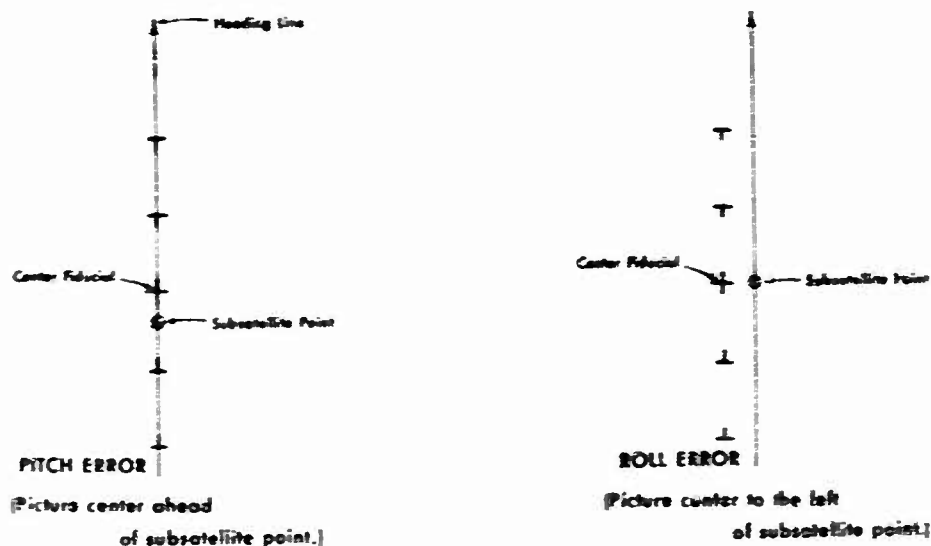 Heading Line
Center Fiducial
Subsatellite Point
PITCH ERROR
(Picture center ahead
of subsatellite point.)
Center Fiducial
Subsatellite Point
ROLL ERROR
(Picture center to the left
of subsatellite point.)